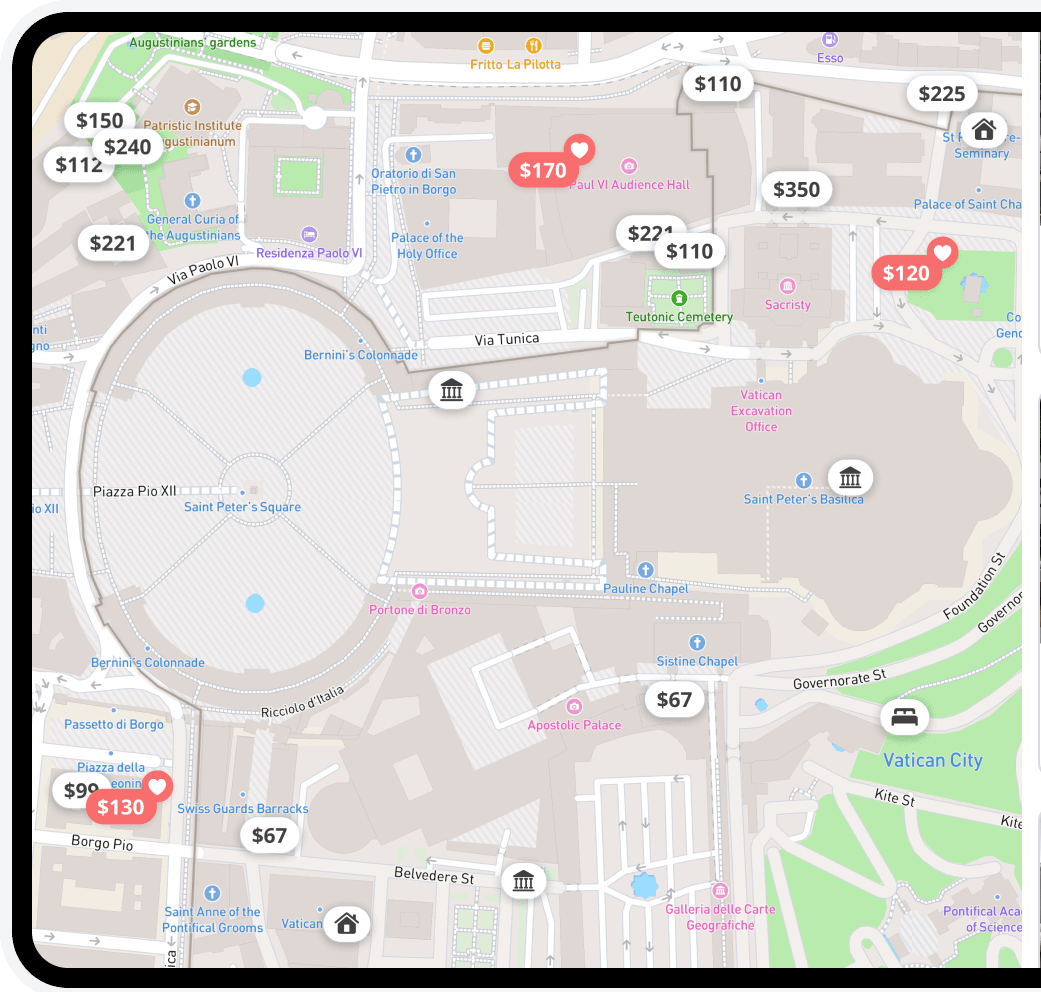 Augustinians' gardens
Fritto La Pilotta
Esso
$110
$225
$150
Patristic Institute
$240
$112
Oratorio di San
Pietro in Borgo
$170
Paul VI Audience Hall
Seminary
$350
Palace of Saint Cha
General Curia of
the Augustinians
$221
Residenza Paolo VI
Palace of the
Holy Office
$221
$110
$120
Via Paolo VI
Teutonic Cemetery
Sacristy
Via Tunica
Bernini's Colonnade
Vatican
Excavation
Office
Piazza Pio XII
Saint Peter's Square
Saint Peter's Basilica
io XII
Pauline Chapel
Portone di Bronzo
Foundation St
Governor
Bernini's Colonnade
Sistine Chapel
Governorate St
Ricciolo d'Italia
$67
Apostolic Palace
Passetto di Borgo
Vatican City
Piazza della
$99
$130
Swiss Guards Barracks
Kite St
Kite
$67
Borgo Pio
Belvedere St
Saint Anne of the
Pontifical Grooms
Vatican
Galleria delle Carte
Geografiche
Pontifical Aca
of Science